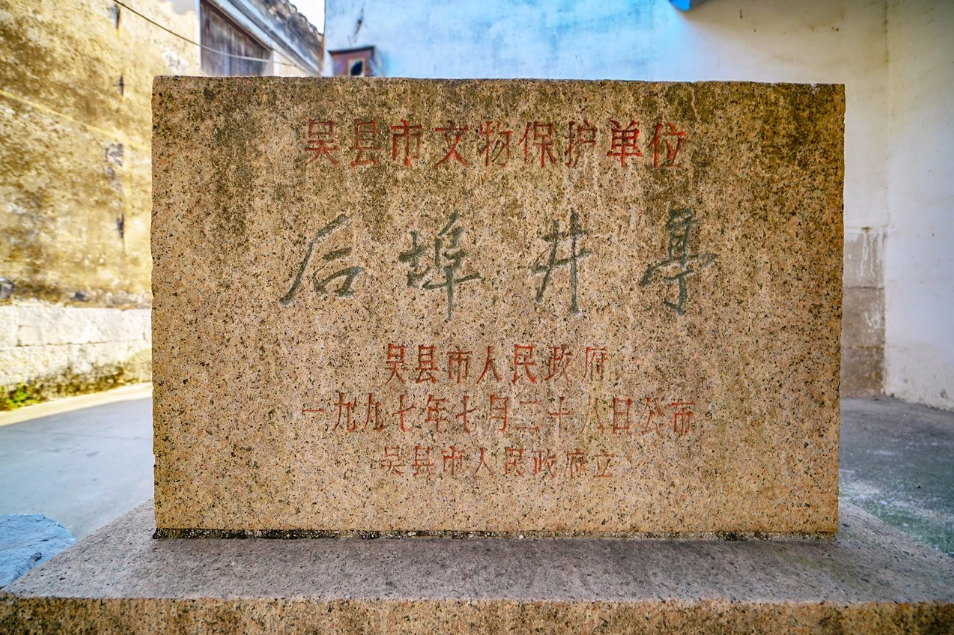 吴县市文物保护单位
后埠井亭
吴县市人民政府
一九九七年七月二十八日公布
吴县市人民政府立